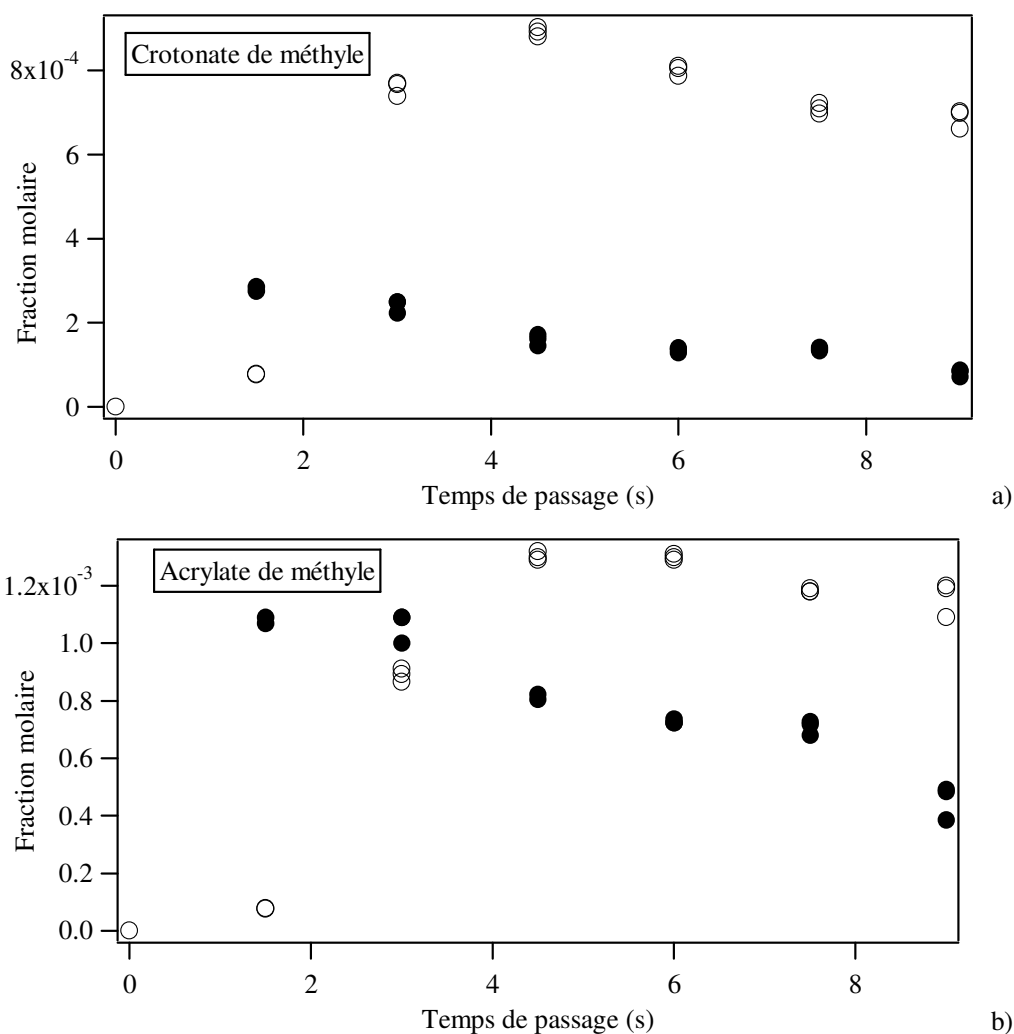 Crotonate de méthyle
8x10-4
6
4
2
0
Fraction molaire
0 2 4 6 8
Temps de passage (s)
a)
Acrylate de méthyle
1.2x10-3
1.0
0.8
0.6
0.4
0.2
0.0
Fraction molaire
0 2 4 6 8
Temps de passage (s)
b)